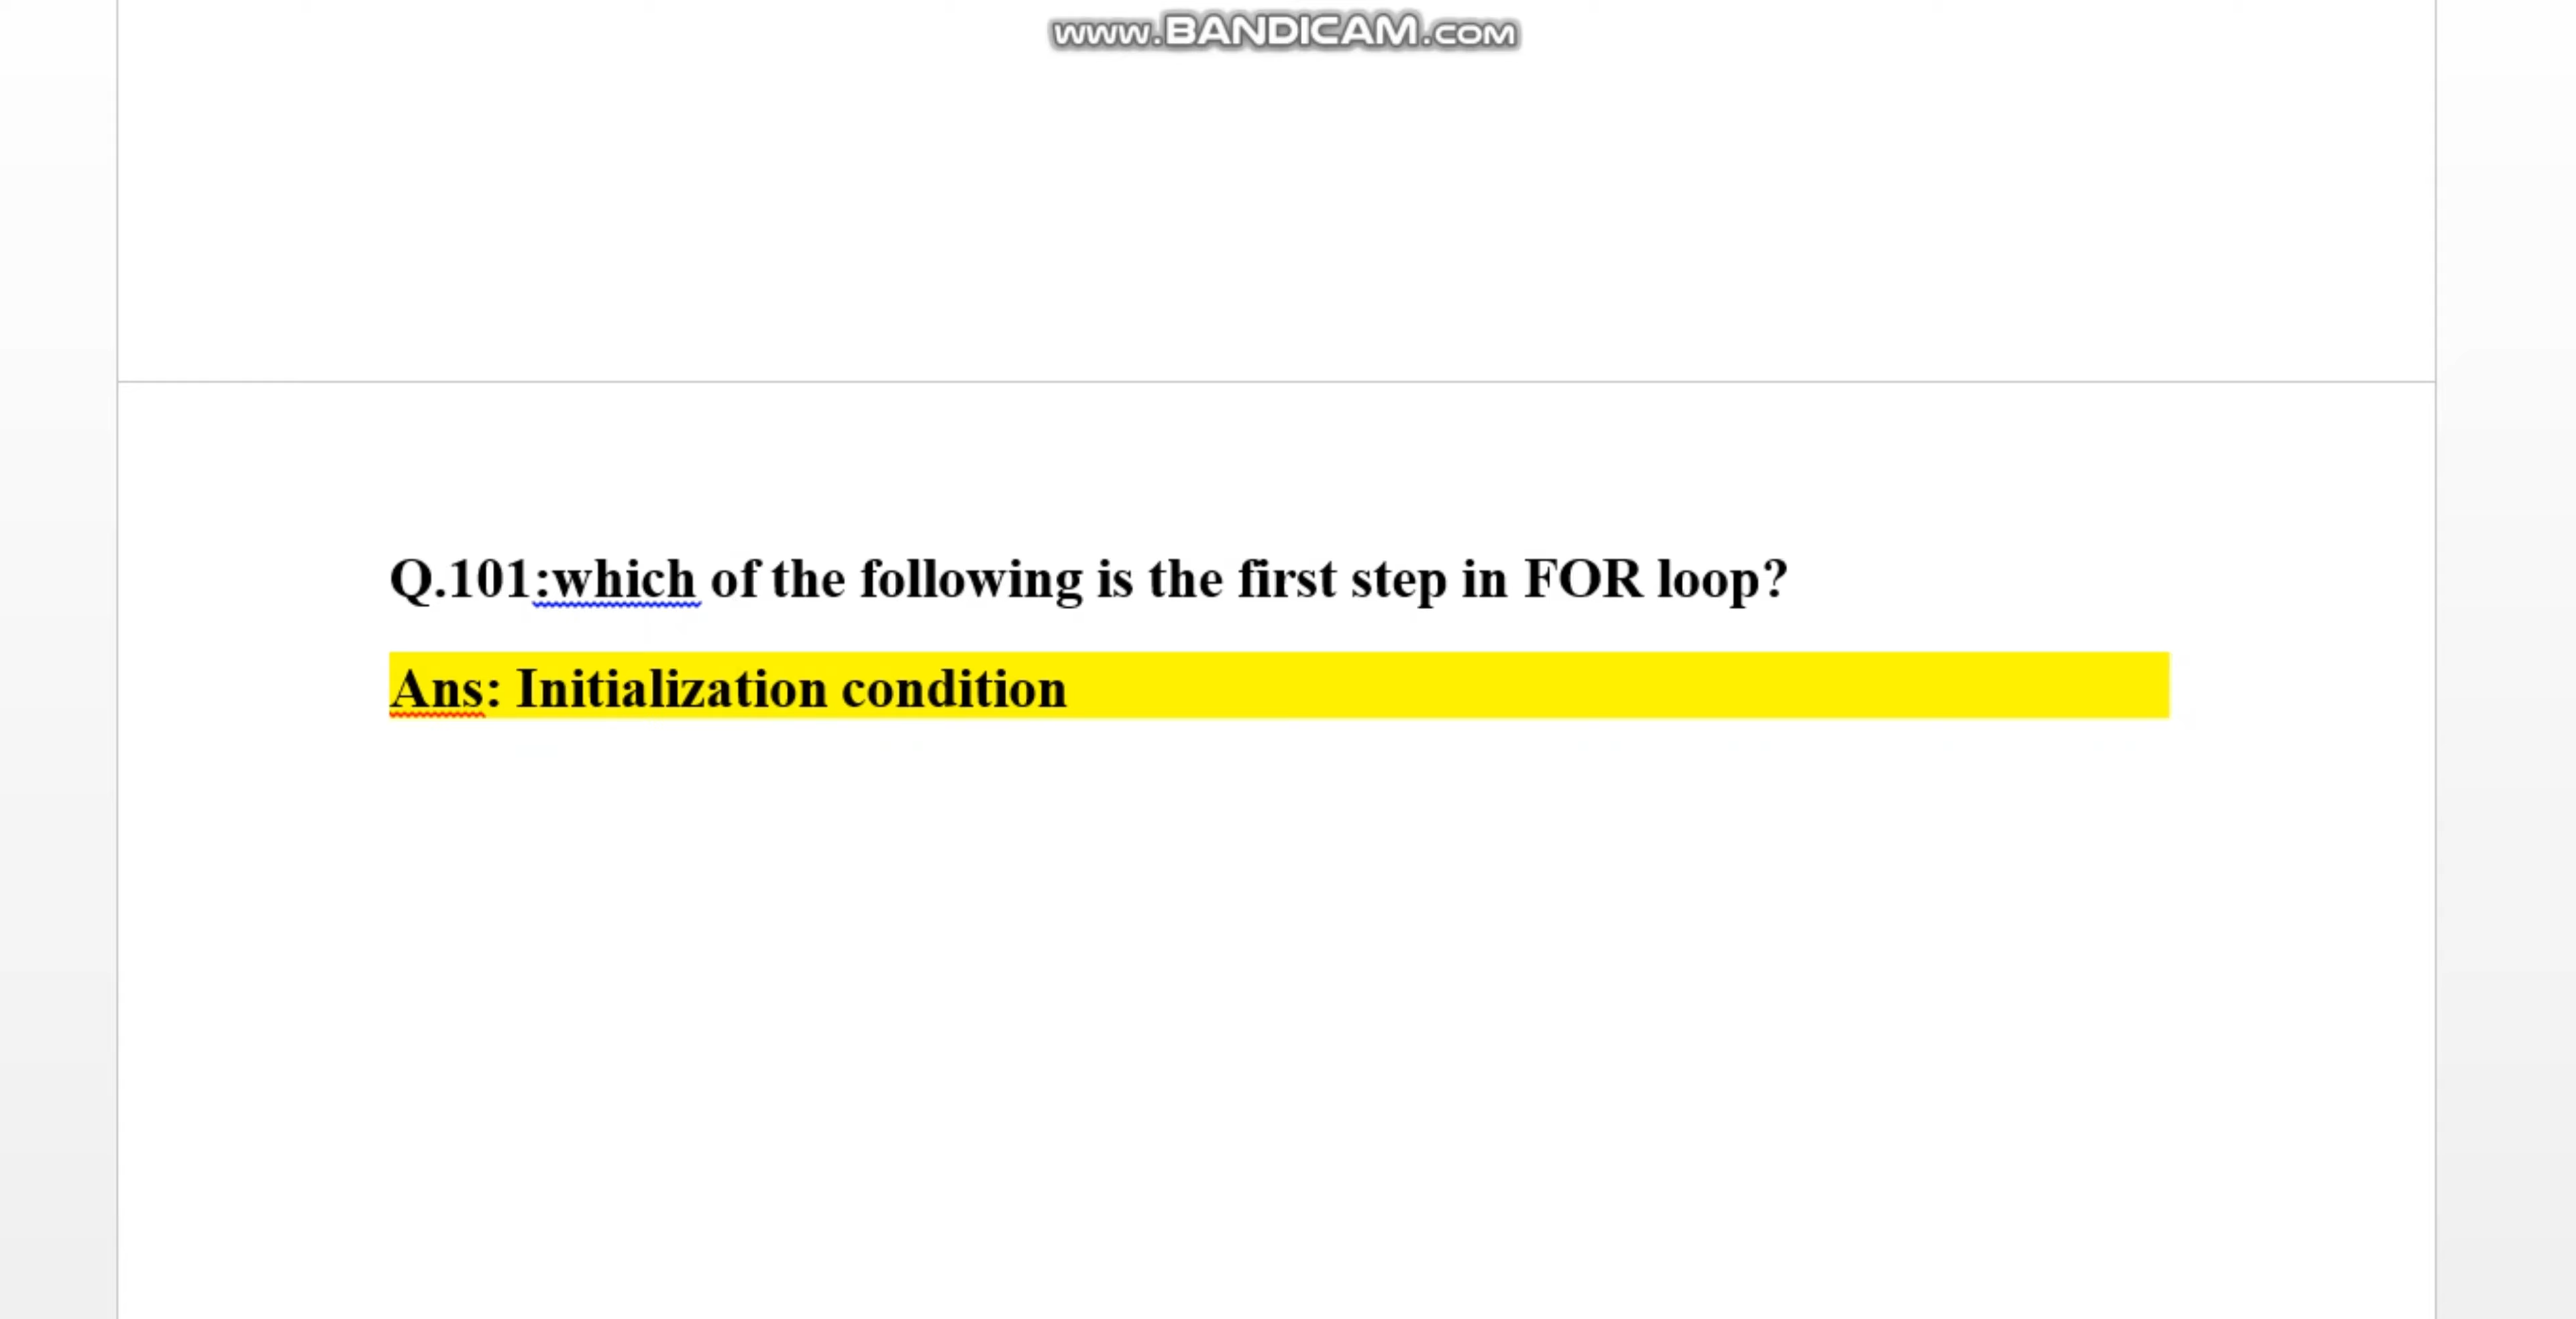 www.BANDICAM.com
Q.101:which of the following is the first step in FOR loop?
Ans: Initialization condition